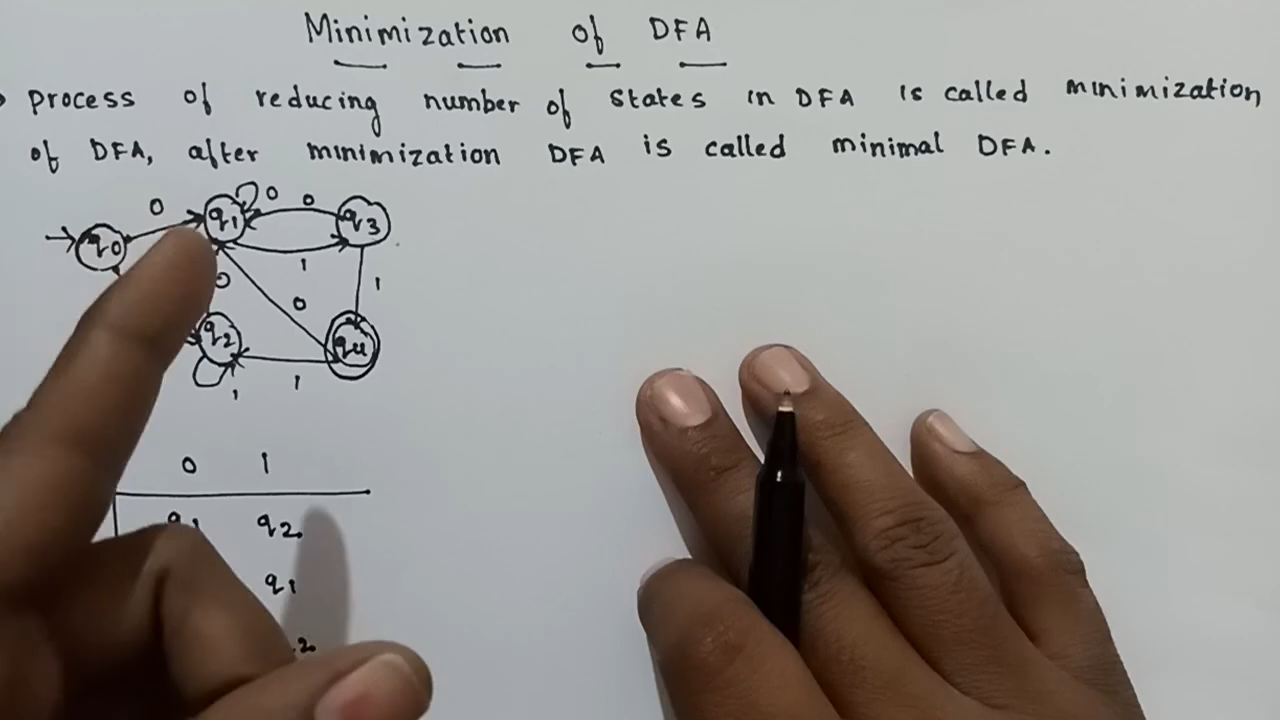 Minimization of DFA
process of reducing number of states in DFA is called minimization
of DFA, after minimization DFA is called minimal DFA.
0 q1 0 0 q3
q0
1
0 0 1
q2 q4
1 1
0 1
q1 q2
q1
2